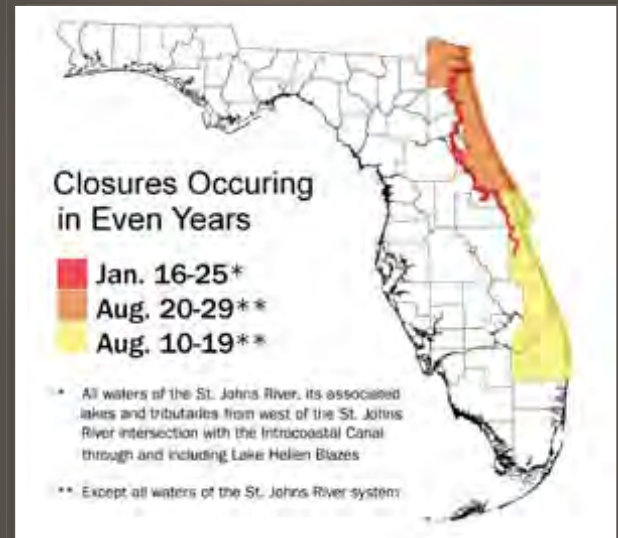 Closures Occuring
in Even Years
Jan. 16-25*
Aug. 20-29**
Aug. 10-19**
* All waters of the St. Johns River, its associated
lakes and tributaries from west of the St. Johns
River intersection with the Intracoastal Canal
through and including Lake Hellen Blazes
** Except all waters of the St. Johns River system